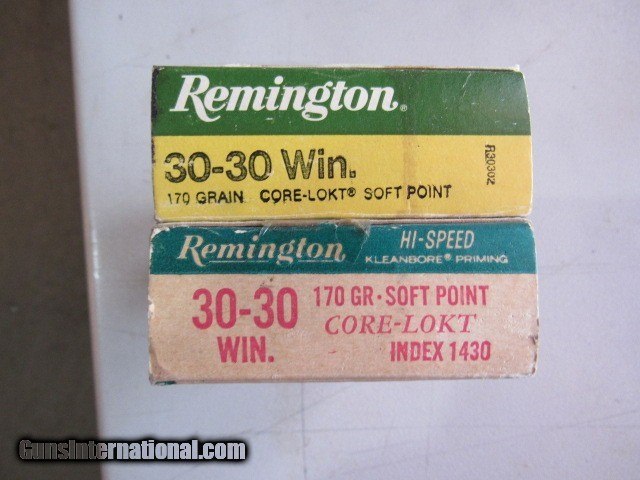 Remington®
30-30 Win.
170 GRAIN CORE-LOKT® SOFT POINT
R30302
Remington
HI-SPEED
KLEANBORE® PRIMING
30-30
WIN.
170 GR·SOFT POINT
CORE-LOKT
INDEX 1430
GunsInternational.com